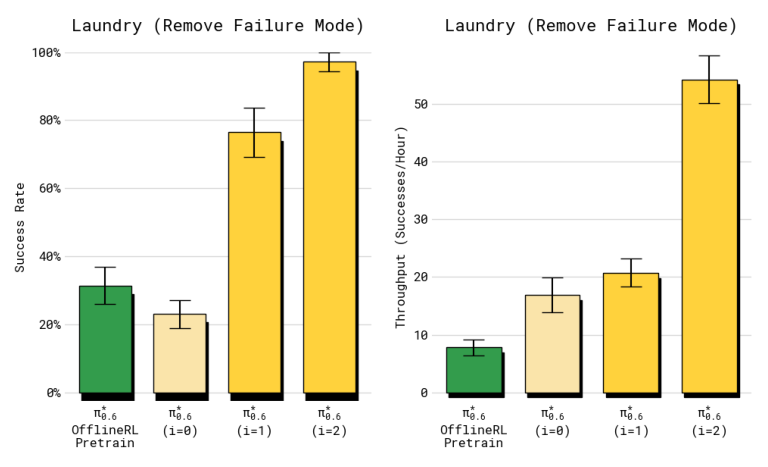 Laundry (Remove Failure Mode)
100%
80%
60%
40%
20%
0%
Success Rate
π*0.6
OfflineRL
Pretrain
π*0.6
(i=0)
π*0.6
(i=1)
π*0.6
(i=2)
Laundry (Remove Failure Mode)
50
40
30
20
10
0
Throughput (Successes/Hour)
π*0.6
OfflineRL
Pretrain
π*0.6
(i=0)
π*0.6
(i=1)
π*0.6
(i=2)